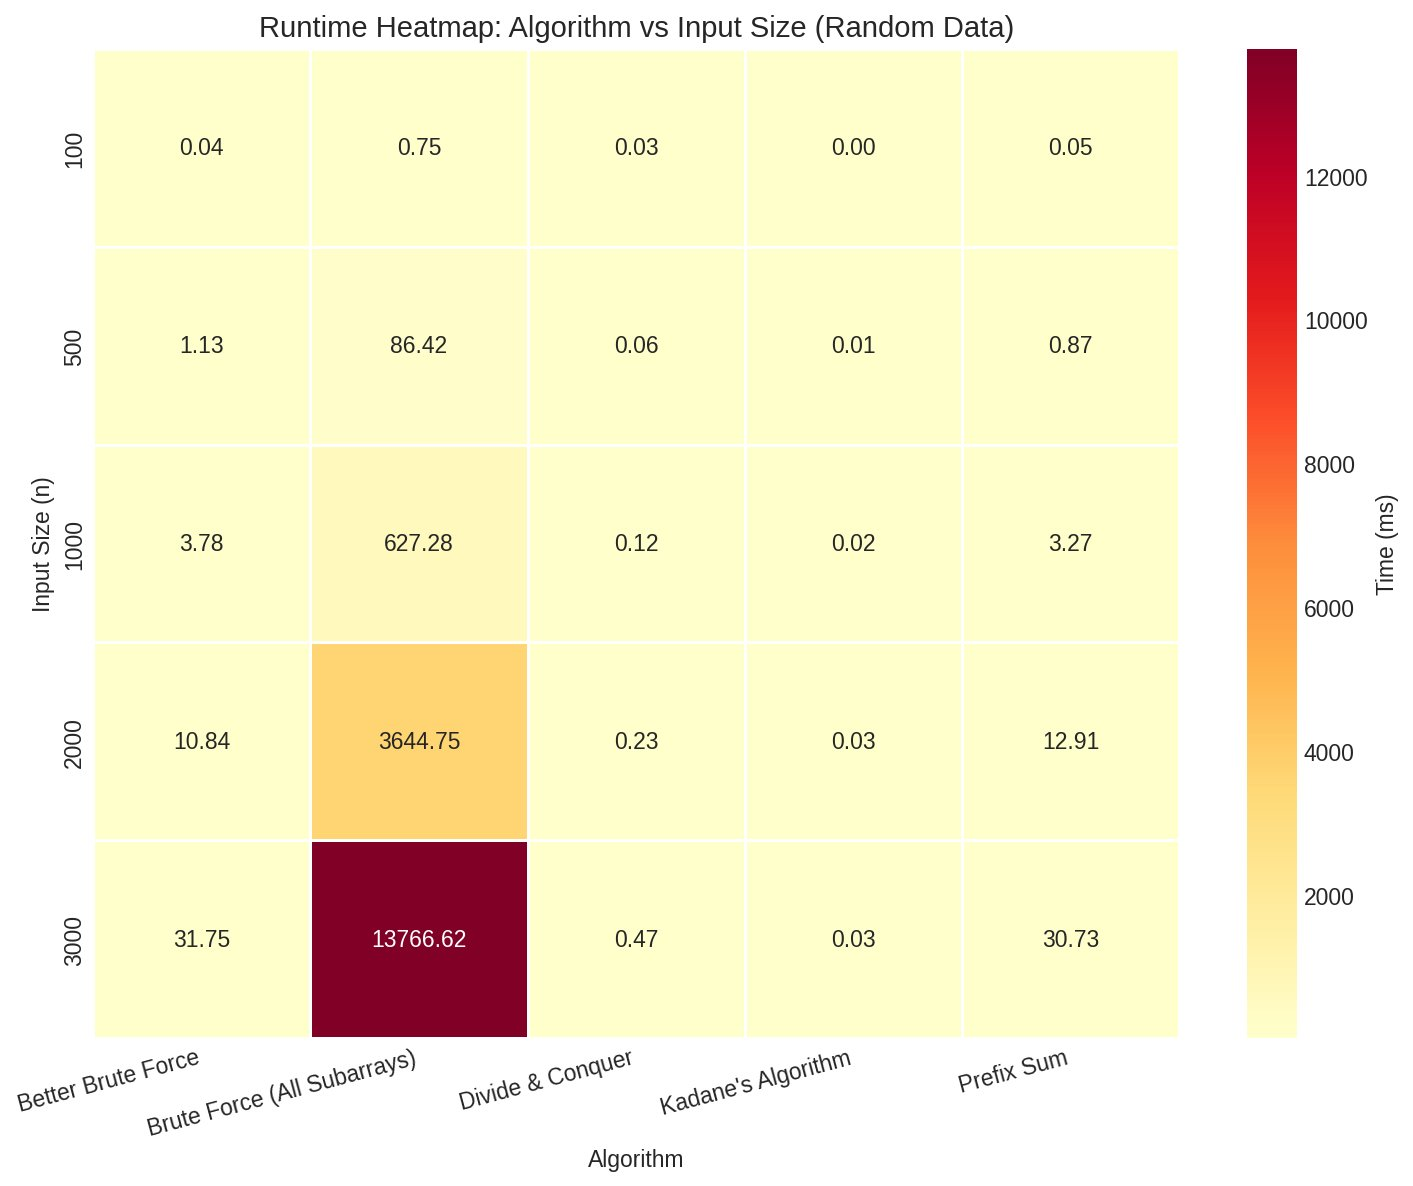 Runtime Heatmap: Algorithm vs Input Size (Random Data)
100
0.04 0.75 0.03 0.00 0.05
500
1.13 86.42 0.06 0.01 0.87
1000
3.78 627.28 0.12 0.02 3.27
2000
10.84 3644.75 0.23 0.03 12.91
3000
31.75 13766.62 0.47 0.03 30.73
Input Size (n)
Better Brute Force
Brute Force (All Subarrays)
Divide & Conquer
Kadane's Algorithm
Prefix Sum
Algorithm
12000
10000
8000
6000
4000
2000
Time (ms)